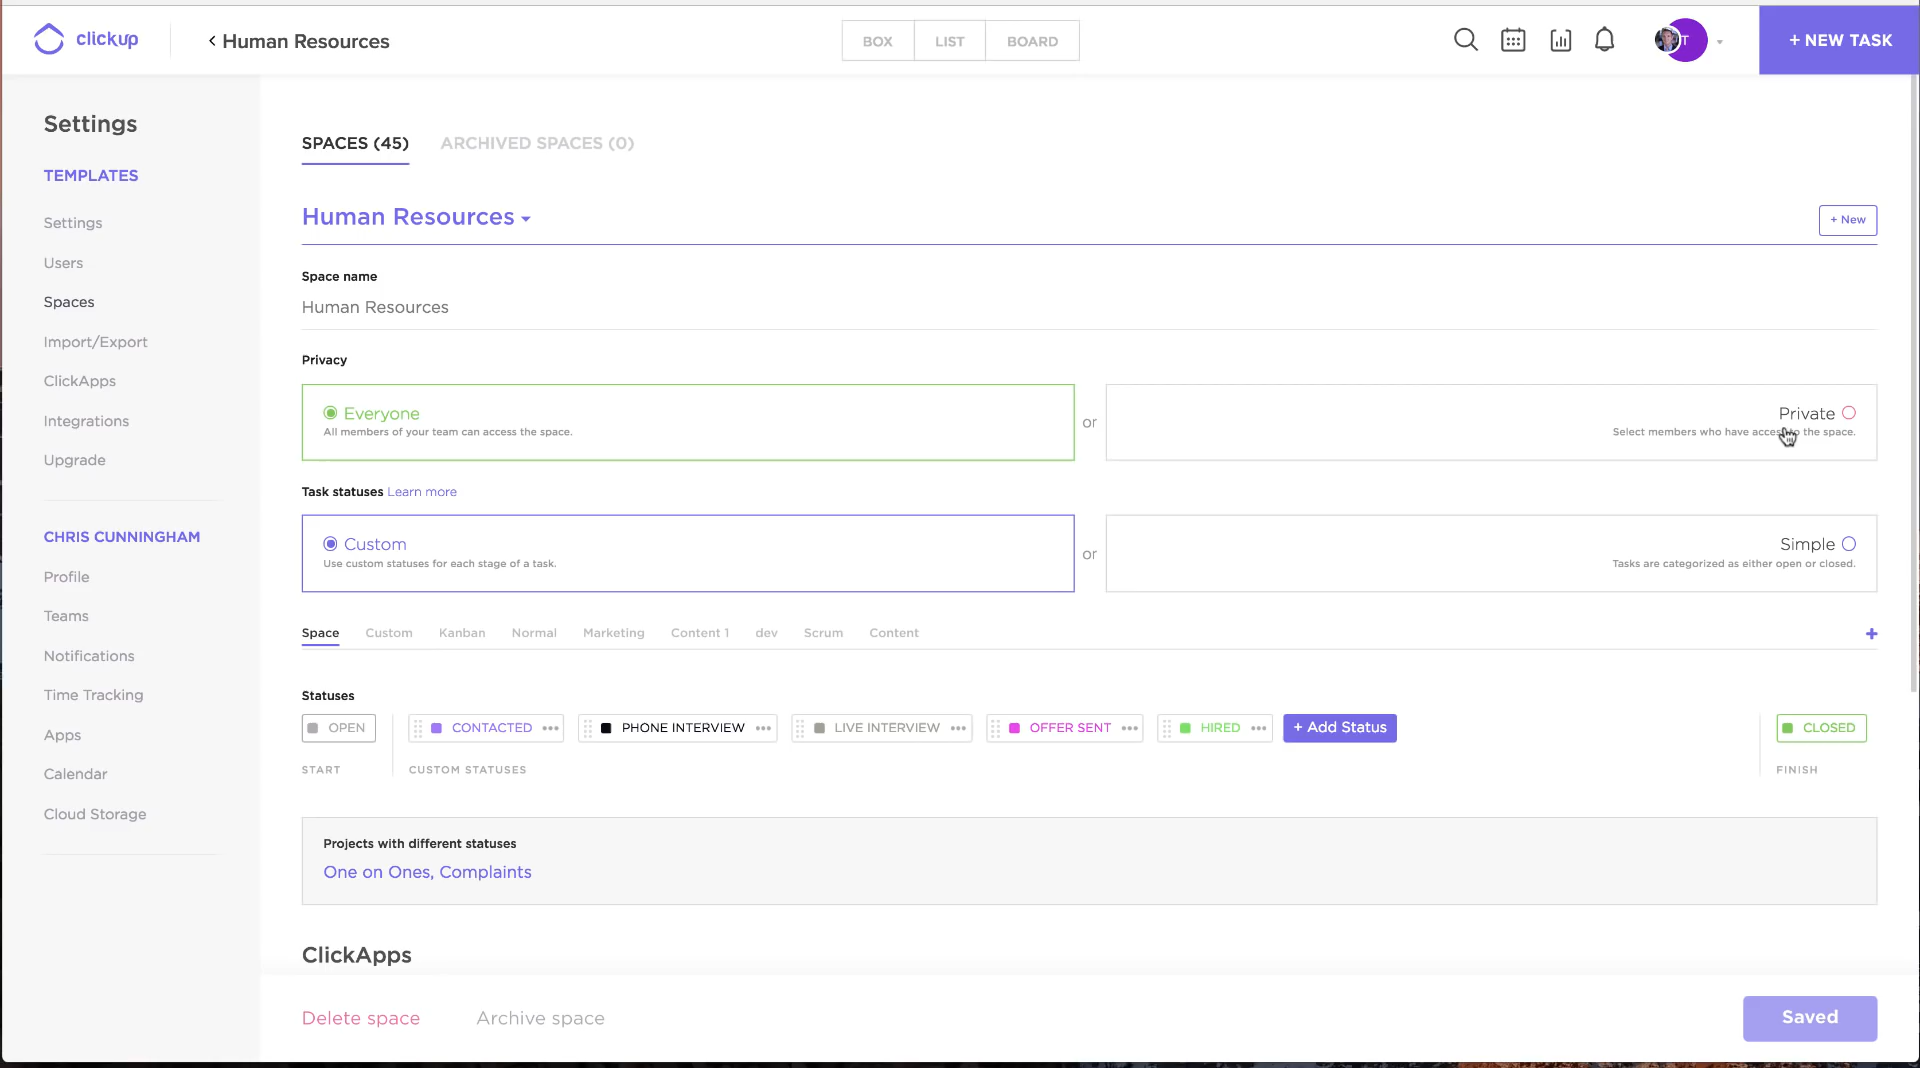 clickup
Human Resources
BOX LIST BOARD
+ NEW TASK
Settings
TEMPLATES
Settings
Users
Spaces
Import/Export
ClickApps
Integrations
Upgrade
CHRIS CUNNINGHAM
Profile
Teams
Notifications
Time Tracking
Apps
Calendar
Cloud Storage
SPACES (45) ARCHIVED SPACES (0)
Human Resources
+ New
Space name
Human Resources
Privacy
Everyone
All members of your team can access the space.
or
Private
Select members who have access to the space.
Task statuses Learn more
Custom
Use custom statuses for each stage of a task.
or
Simple
Tasks are categorized as either open or closed.
Space Custom Kanban Normal Marketing Content 1 dev Scrum Content +
Statuses
OPEN CONTACTED PHONE INTERVIEW LIVE INTERVIEW OFFER SENT HIRED + Add Status CLOSED
START CUSTOM STATUSES FINISH
Projects with different statuses
One on Ones, Complaints
ClickApps
Delete space Archive space Saved